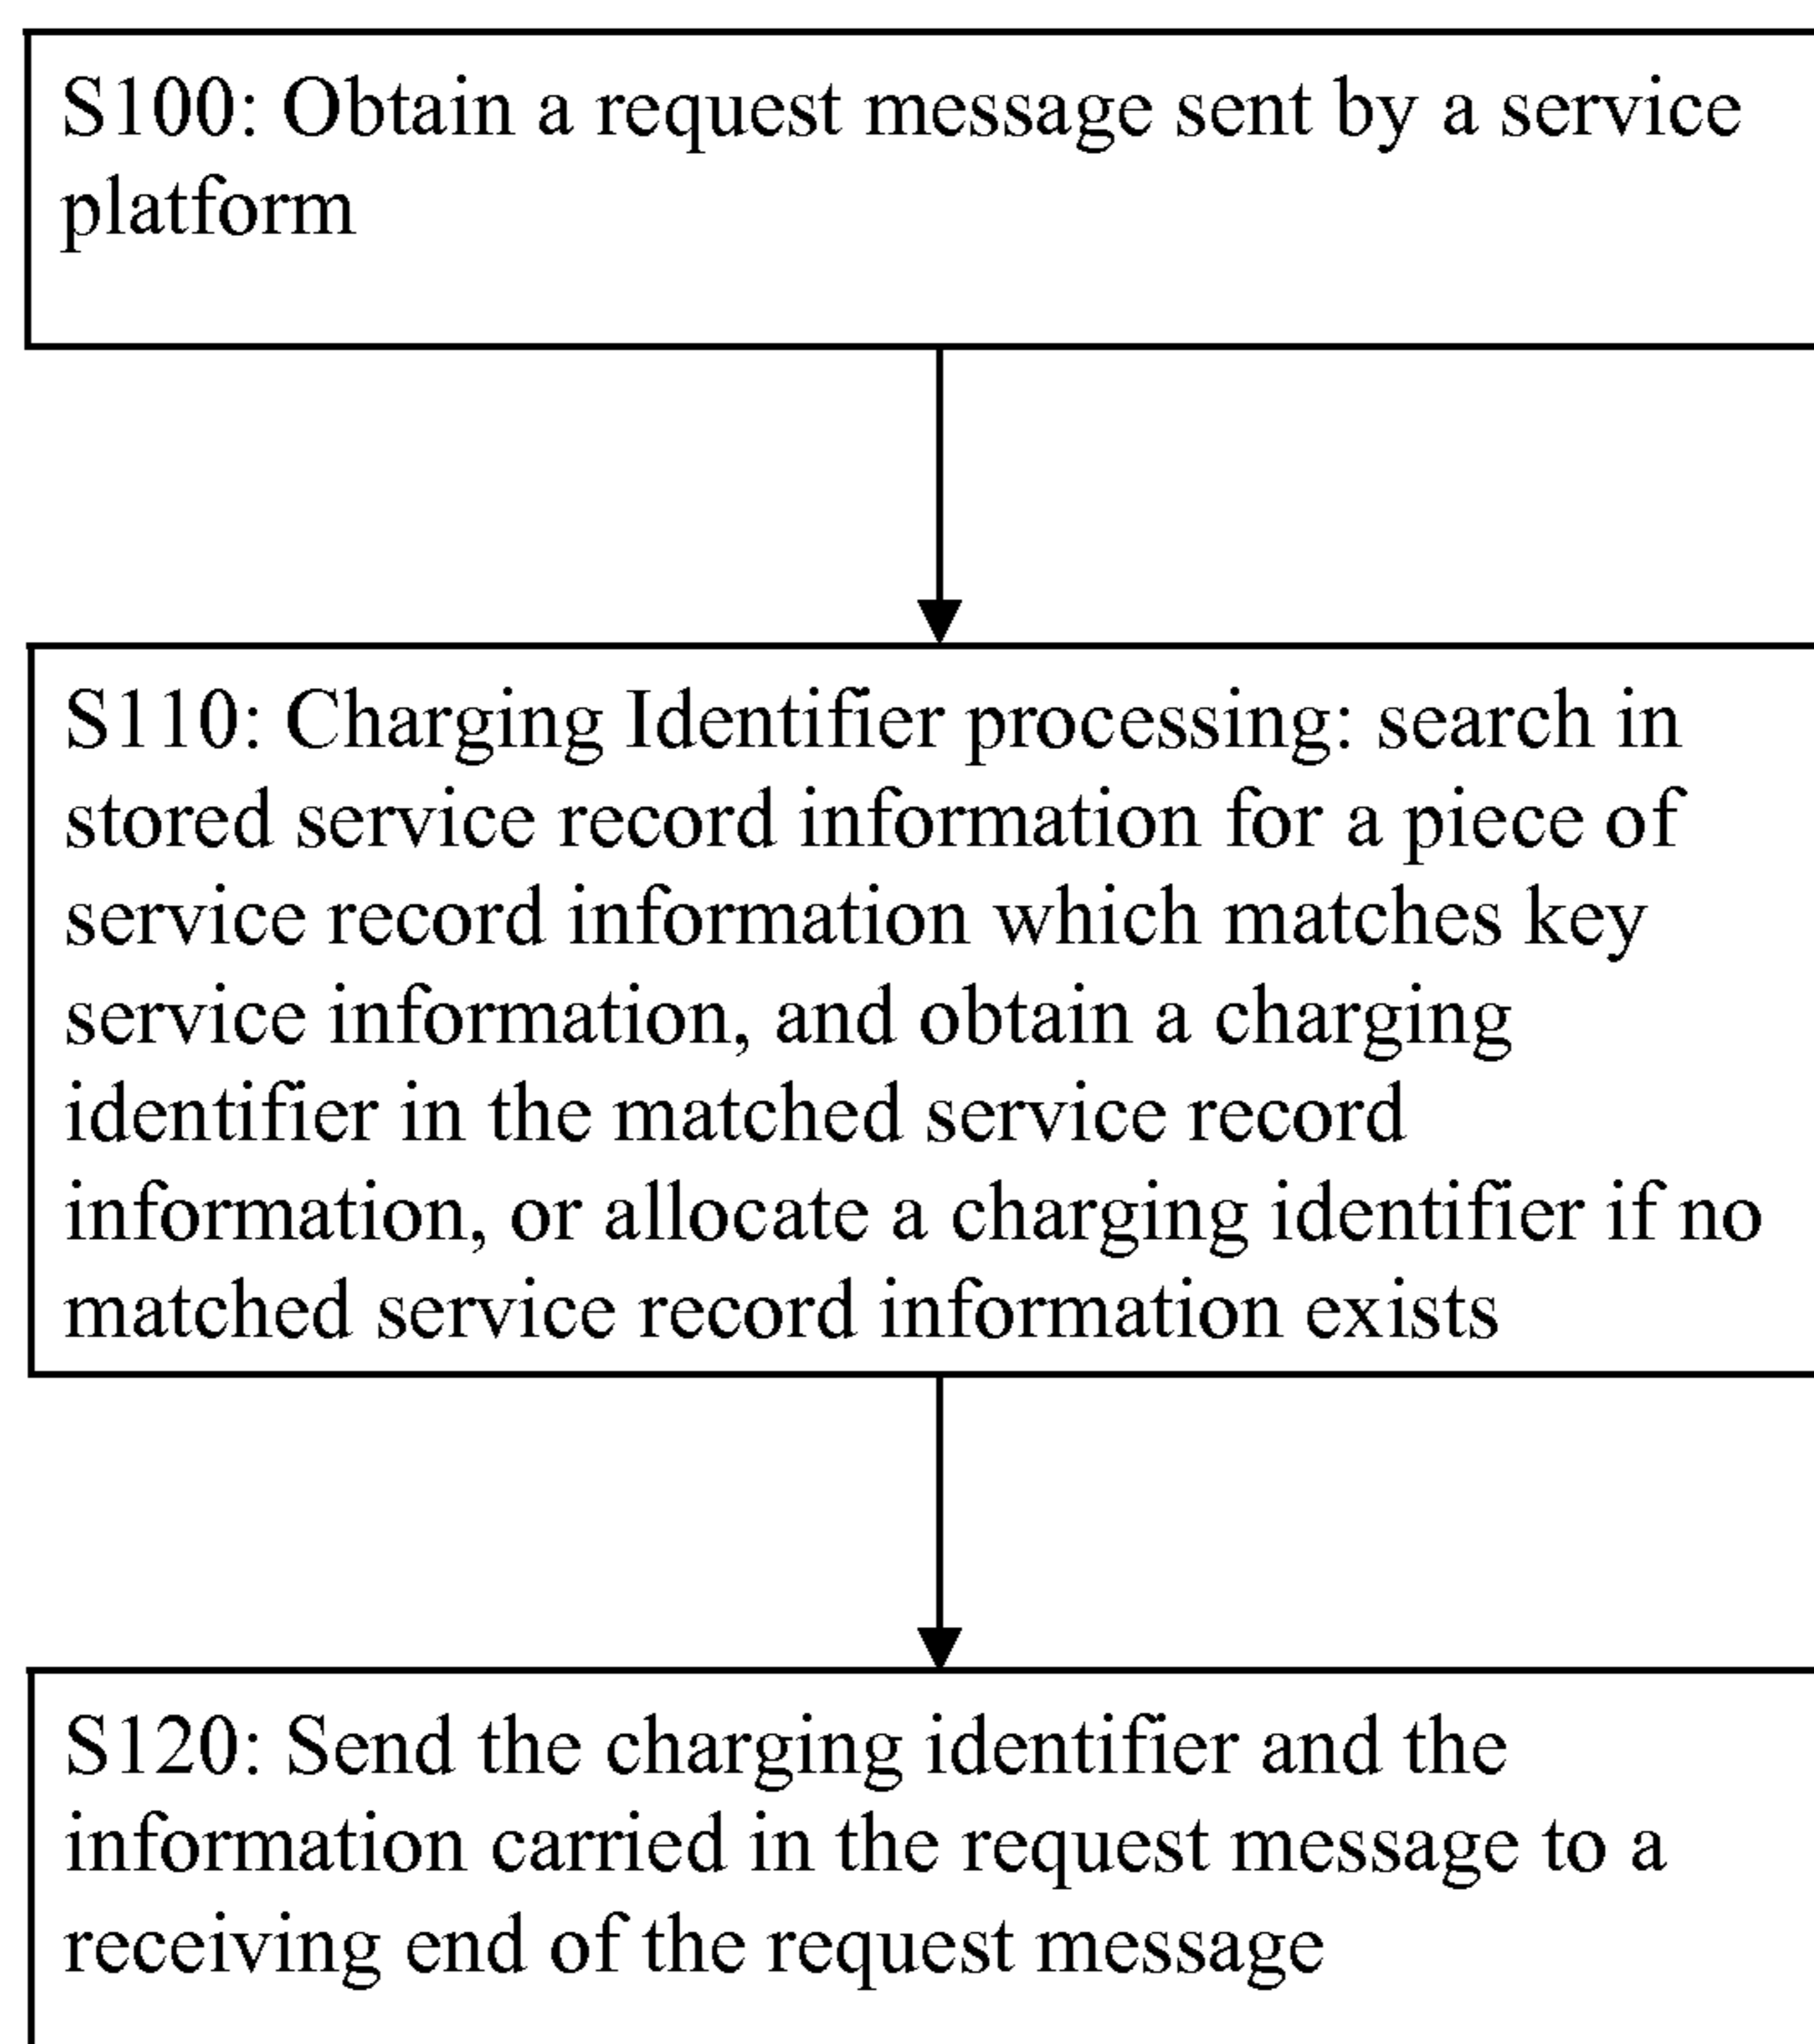 S100: Obtain a request message sent by a service
platform
S110: Charging Identifier processing: search in
stored service record information for a piece of
service record information which matches key
service information, and obtain a charging
identifier in the matched service record
information, or allocate a charging identifier if no
matched service record information exists
S120: Send the charging identifier and the
information carried in the request message to a
receiving end of the request message